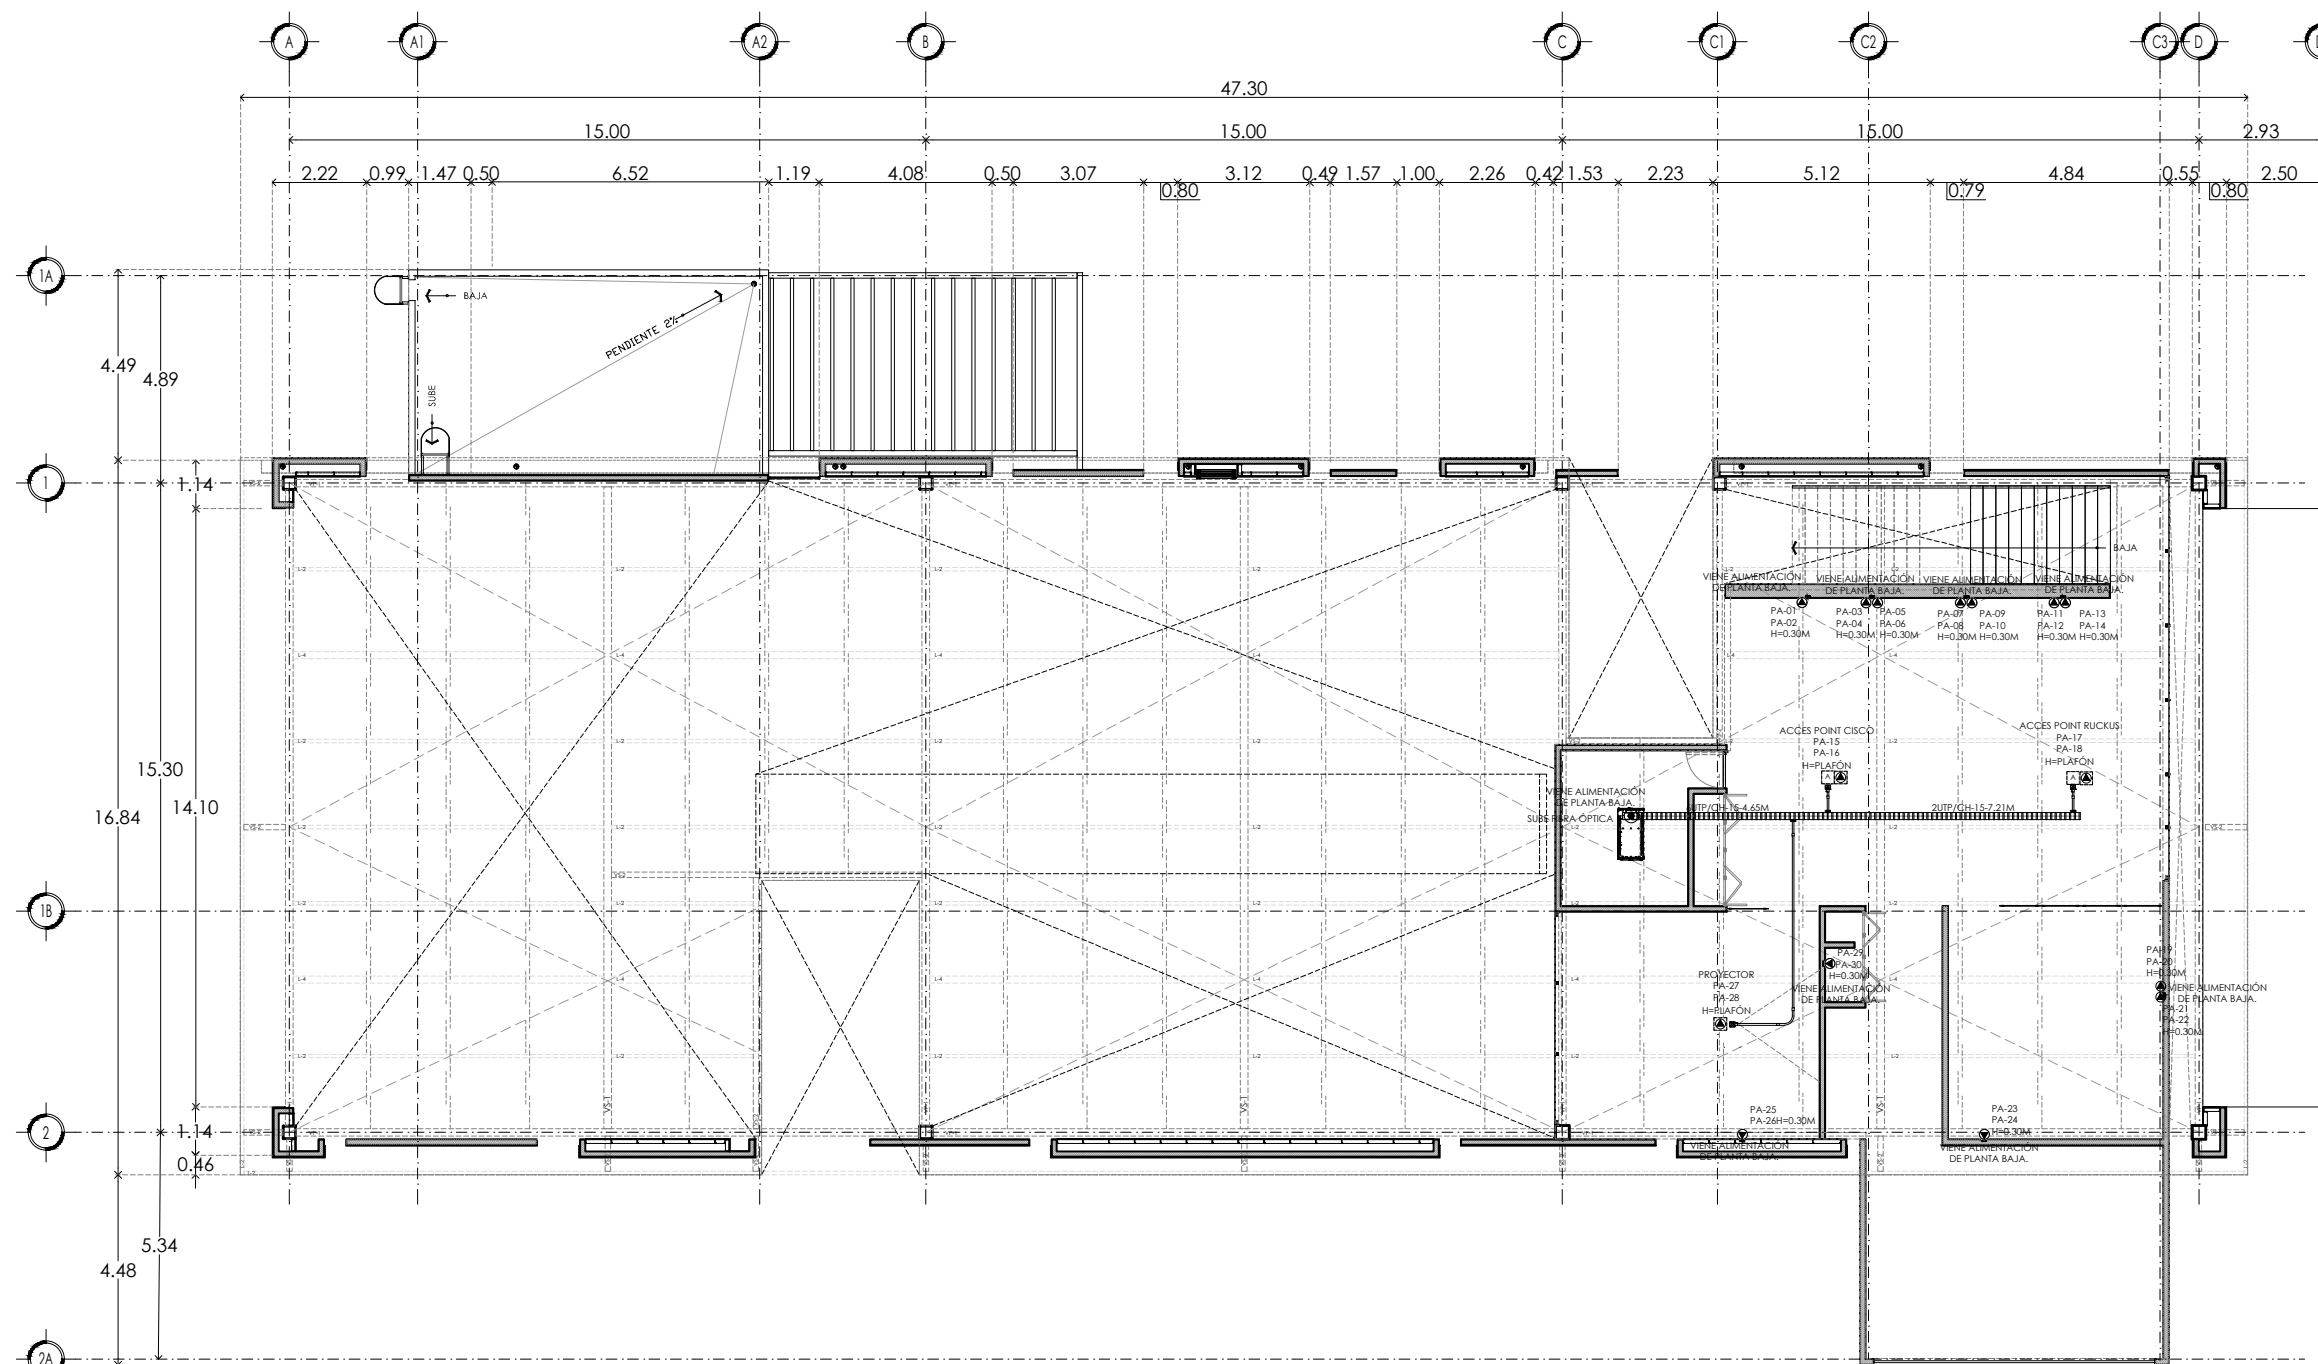 A
A1
A2
B
C
C1
C2
C3
D
47.30
15.00
15.00
15.00
2.93
2.22
0.99
1.47
0.50
6.52
1.19
4.08
0.50
3.07
0.80
3.12
0.49
1.57
1.00
2.26
0.42
1.53
2.23
5.12
0.79
4.84
0.55
0.80
2.50
1A
BAJA
PENDIENTE 2%
4.49
4.89
SUBE
1
1.14
BAJA
VIENE ALIMENTACIÓN
DE PLANTA BAJA.
VIENE ALIMENTACIÓN
DE PLANTA BAJA.
VIENE ALIMENTACIÓN
DE PLANTA BAJA.
VIENE ALIMENTACIÓN
DE PLANTA BAJA.
PA-01
PA-02
H=0.30M
PA-03
PA-04
H=0.30M
PA-05
PA-06
H=0.30M
PA-07
PA-08
H=0.30M
PA-09
PA-10
H=0.30M
PA-11
PA-12
H=0.30M
PA-13
PA-14
H=0.30M
ACCES POINT CISCO
PA-15
PA-16
H=PLAFÓN
ACCES POINT RUCKUS
PA-17
PA-18
H=PLAFÓN
15.30
16.84
14.10
VIENE ALIMENTACIÓN
DE PLANTA BAJA.
SUBE FIBRA ÓPTICA
6UTP/CH-15-4.65M
2UTP/CH-15-7.21M
1B
PROYECTOR
PA-27
PA-28
H=PLAFÓN
PA-29
PA-30
H=0.30M
VIENE ALIMENTACIÓN
DE PLANTA BAJA.
PA-19
PA-20
H=0.30M
VIENE ALIMENTACIÓN
DE PLANTA BAJA.
PA-21
PA-22
H=0.30M
VS-1
VS-1
VS-1
PA-25
PA-26H=0.30M
VIENE ALIMENTACIÓN
DE PLANTA BAJA.
PA-23
PA-24
H=0.30M
VIENE ALIMENTACIÓN
DE PLANTA BAJA.
2
1.14
0.46
5.34
4.48
2A